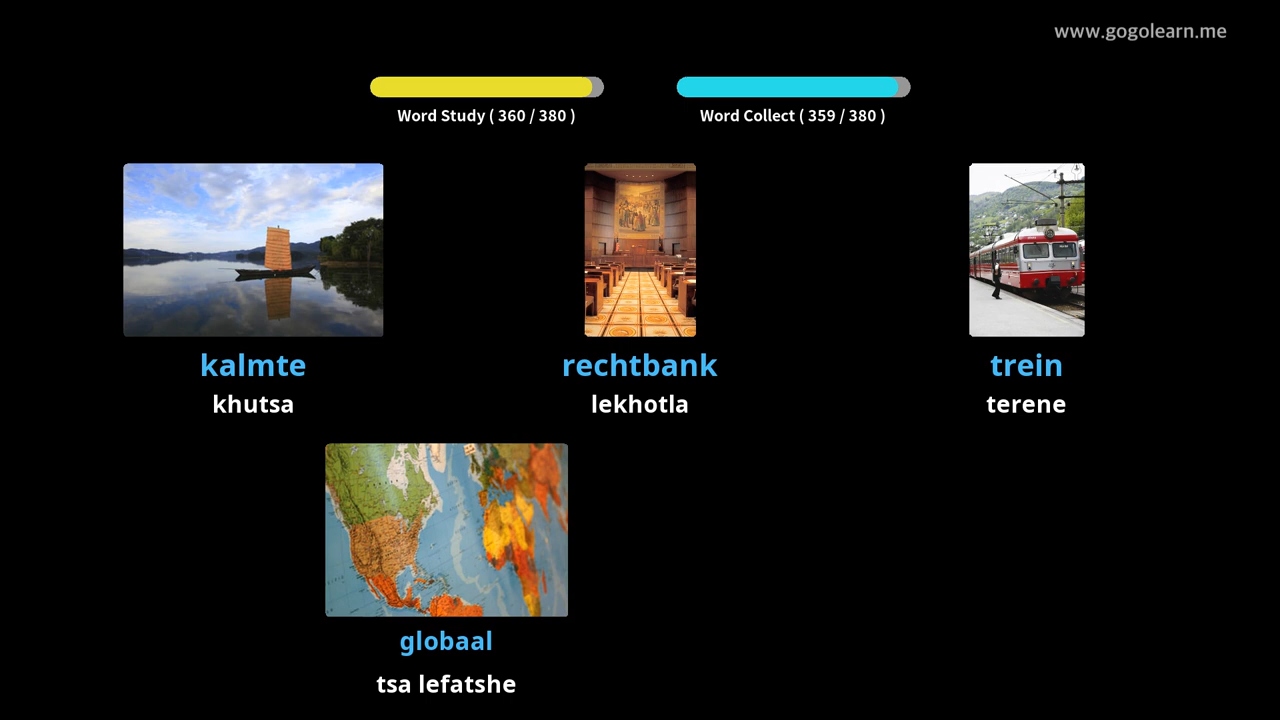 www.gogolearn.me
Word Study ( 360 / 380 )
Word Collect ( 359 / 380 )
kalmte
khutsa
rechtbank
lekhotla
trein
terene
globaal
tsa lefatshe